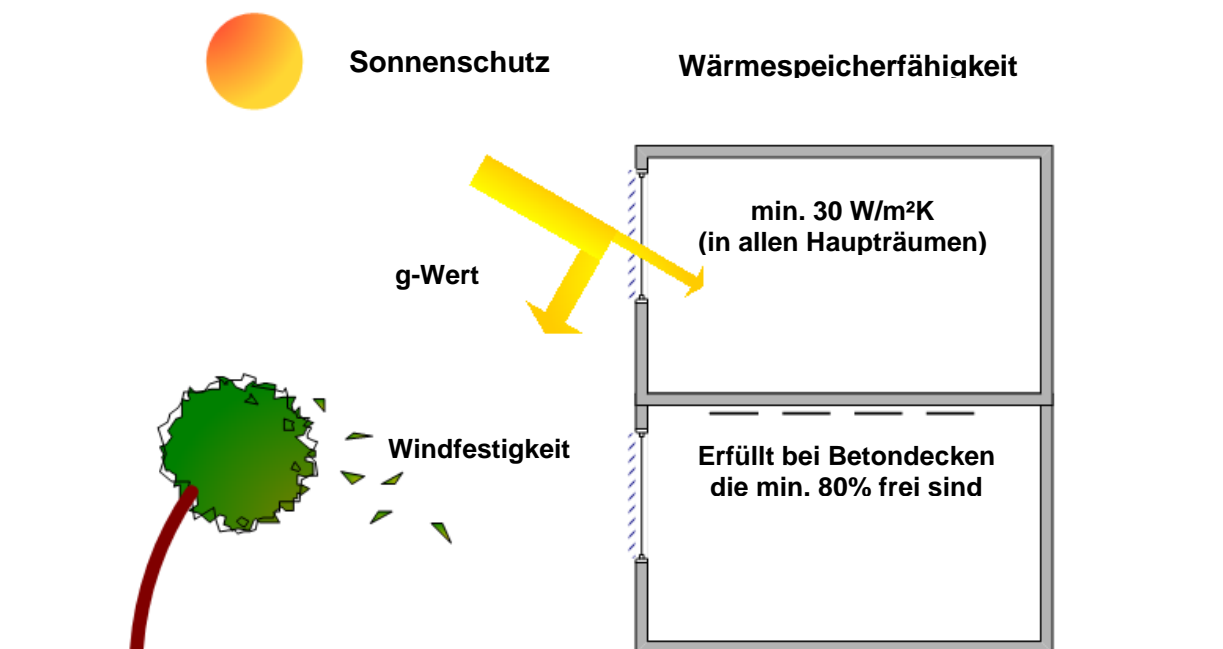 Sonnenschutz
Wärmespeicherfähigkeit
min. 30 W/m²K
(in allen Haupträumen)
g-Wert
Windfestigkeit
Erfüllt bei Betondecken
die min. 80% frei sind